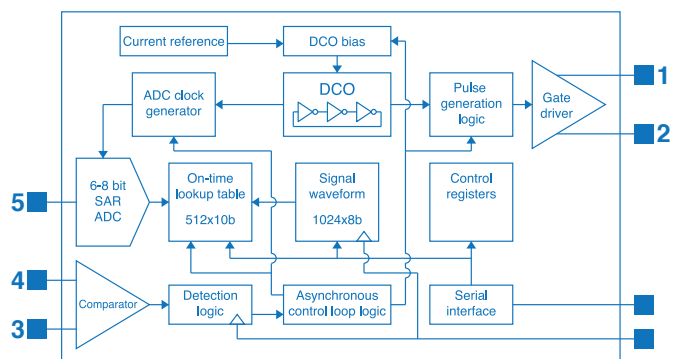 Current reference
DCO bias
ADC clock
generator
DCO
Pulse
generation
logic
Gate
driver
1
2
5
6-8 bit
SAR
ADC
On-time
lookup table
512x10b
Signal
waveform
1024x8b
Control
registers
4
3
Comparator
Detection
logic
Asynchronous
control loop logic
Serial
interface